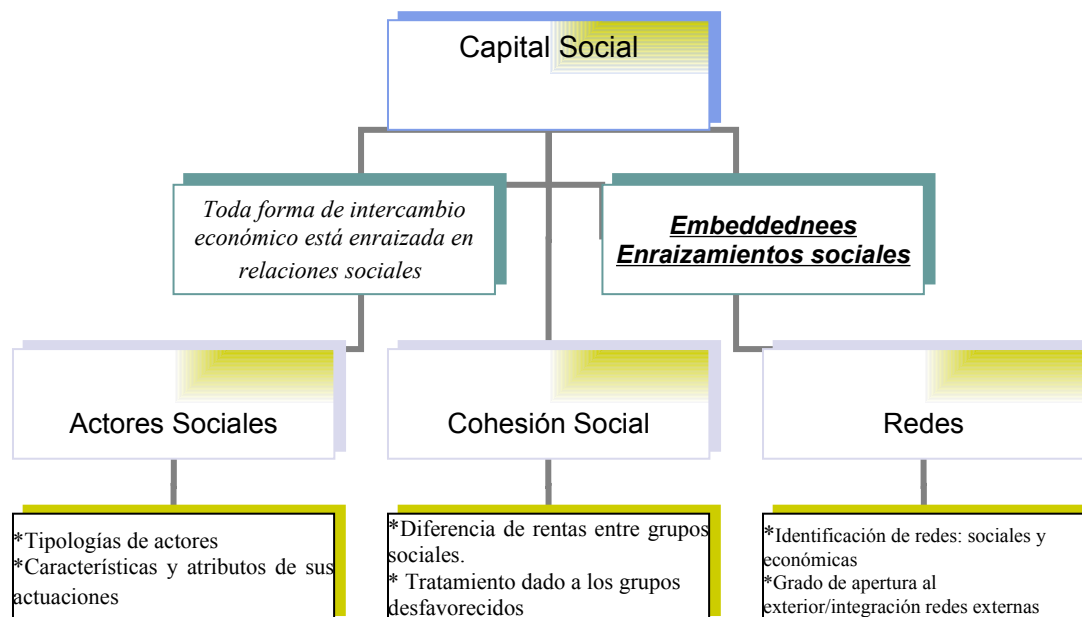 Capital Social
Toda forma de intercambio
económico está enraizada en
relaciones sociales
Embeddednees
Enraizamientos sociales
Actores Sociales
Cohesión Social
Redes
*Tipologías de actores
*Características y atributos de sus
actuaciones
*Diferencia de rentas entre grupos
sociales.
* Tratamiento dado a los grupos
desfavorecidos
*Identificación de redes: sociales y
económicas
*Grado de apertura al
exterior/integración redes externas